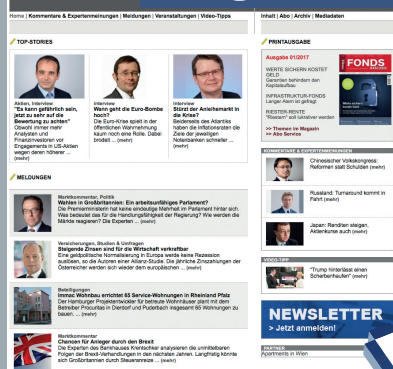 Home | Kommentare & Expertenmeinungen | Meldungen | Veranstaltungen | Video-Tipps
Inhalt | Abo | Archiv | Mediadaten
TOP-STORIES
Aktien, Interview
"Es kann gefährlich sein,
jetzt zu sehr auf die
Bewertung zu achten"
Obwohl immer mehr
Analysten und
Finanzinvestoren vor
Engagements in US-Aktien
wegen deren höherer ...
(mehr)
Interview
Wann geht die Euro-Bombe
hoch?
Die Euro-Krise spielt in der
öffentlichen Wahrnehmung
kaum noch eine Rolle. Dabei
brodelt ... (mehr)
Interview
Stürzt der Anleihemarkt in
die Krise?
Beiderseits des Atlantiks
haben die Inflationsraten die
Ziele der jeweiligen
Notenbanken schneller ...
(mehr)
MELDUNGEN
Marktkommentar, Politik
Wahlen in Großbritannien: Ein arbeitsunfähiges Parlament?
Die Premierministerin hat keine eindeutige Mehrheit im Parlament hinter sich.
Was bedeutet das für die Handlungsfähigkeit der Regierung? Wie werden die
Märkte reagieren? Die Experten ... (mehr)
Versicherungen, Studien & Umfragen
Steigende Zinsen sind für die Wirtschaft verkraftbar
Eine geldpolitische Normalisierung in Europa werde keine Rezession
auslösen, so die Autoren einer Allianz-Studie. Die jährliche Zinszahlungen der
Österreicher werden sich wieder dem europäischen ... (mehr)
Beteiligungen
Immac Wohnbau errichtet 65 Service-Wohnungen in Rheinland Pfalz
Der Hamburger Projektentwickler für betreute Wohnhäuser plant mit dem
Betreiber Procuritas in Dierdorf und Puderbach insgesamt 65 Wohnungen zu
bauen. ... (mehr)
Marktkommentar
Chancen für Anleger durch den Brexit
Die Experten des Bankhauses Krentschker analysieren die unmittelbaren
Folgen der Brexit-Verhandlungen in den nächsten Jahren. Langfristig könnte
sich Großbritannien durch Steueranreize ... (mehr)
PRINTAUSGABE
Ausgabe 01/2017
WERTE SICHERN KOSTET
GELD
Garantien behindern den
Kapitalaufbau
INFRASTRUKTUR-FONDS
Langer Atem ist gefragt
RIESTER-RENTE
"Riestern" soll lukrativer werden
>> Themen im Magazin
>> Abo Service
FONDS
KOMMENTARE & EXPERTENMEINUNGEN
Chinesischer Volkskongress:
Reformen statt Schulden (mehr)
Russland: Turnaround kommt in
Fahrt (mehr)
Japan: Renditen steigen,
Aktienkurse auch (mehr)
VIDEO-TIPP
"Trump hinterlässt einen
Scherbenhaufen" (mehr)
NEWSLETTER
> Jetzt anmelden!
PARTNER
Apartments in Wien